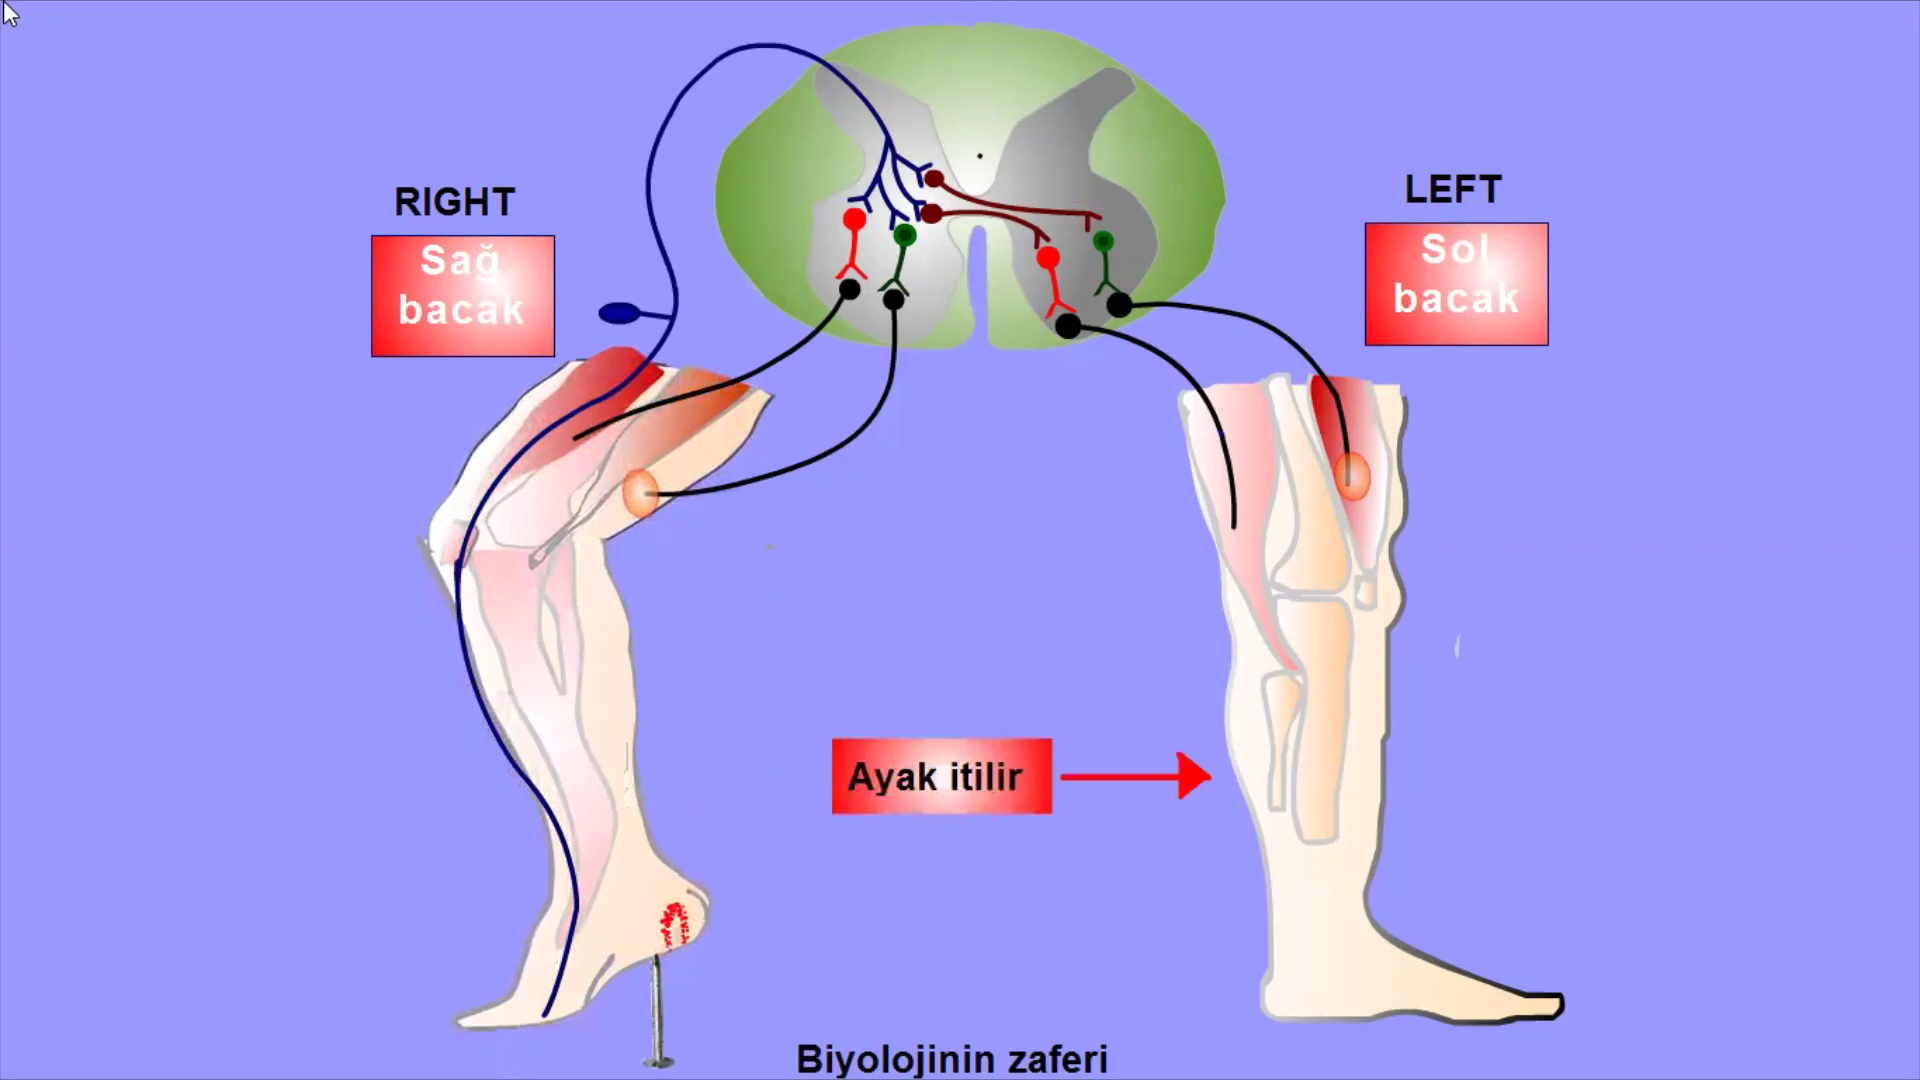 RIGHT
Sağ
bacak
LEFT
Sol
bacak
Ayak itilir
Biyolojinin zaferi